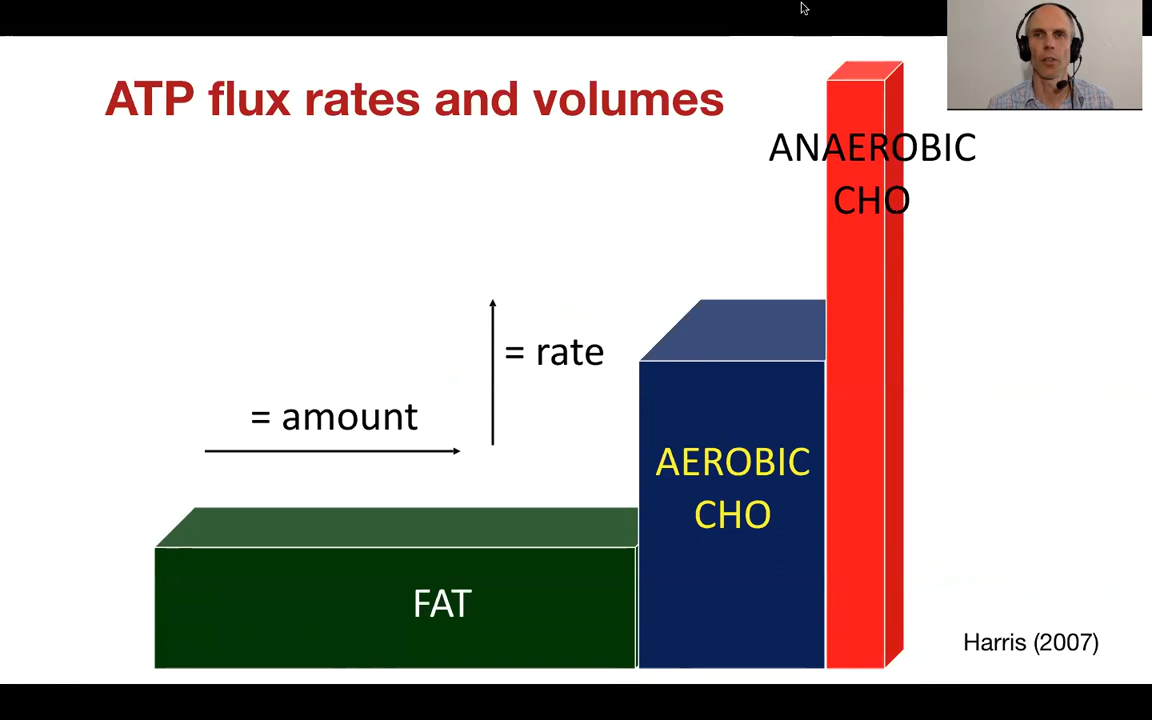 ATP flux rates and volumes
ANAEROBIC
CHO
= rate
= amount
AEROBIC
CHO
FAT
Harris (2007)